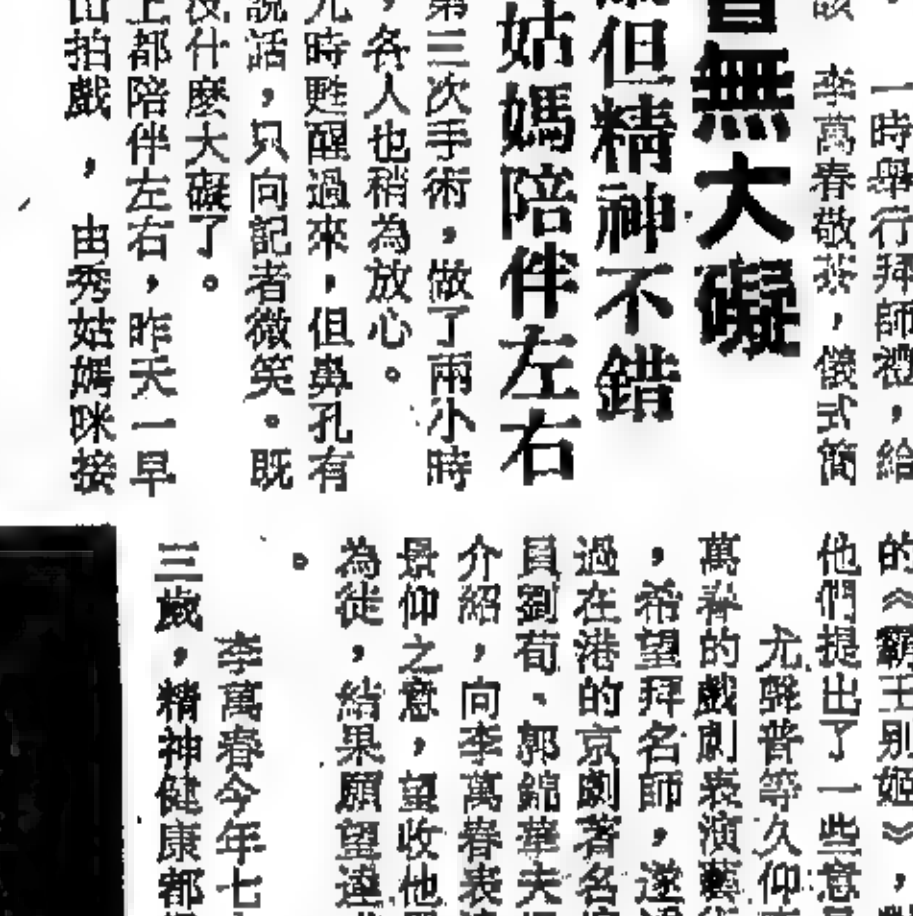 時舉行拜師禮，給
李萬春敬茶，儀式簡
無大礙
但精神不錯
姑媽陪伴左右
第三次手術，做了兩小時
，各人也稍為放心。
時甦醒過來，但鼻孔有
說話，只向記者微笑。既
沒什麼大礙了。
上都陪伴左右，昨天一早
拍戲，由秀姑媽咪接
的《霸王别姬》，
他們提出了一些意
尤聲普等久仰
萬春的戲劇表演藝
，希望拜名師，遂
過在港的京劇著名
員劉荀、郭錦華夫
介紹，向李萬春表
景仰之意，望收他
為徒，結果願望達
。
李萬春今年七
三歲，精神健康都